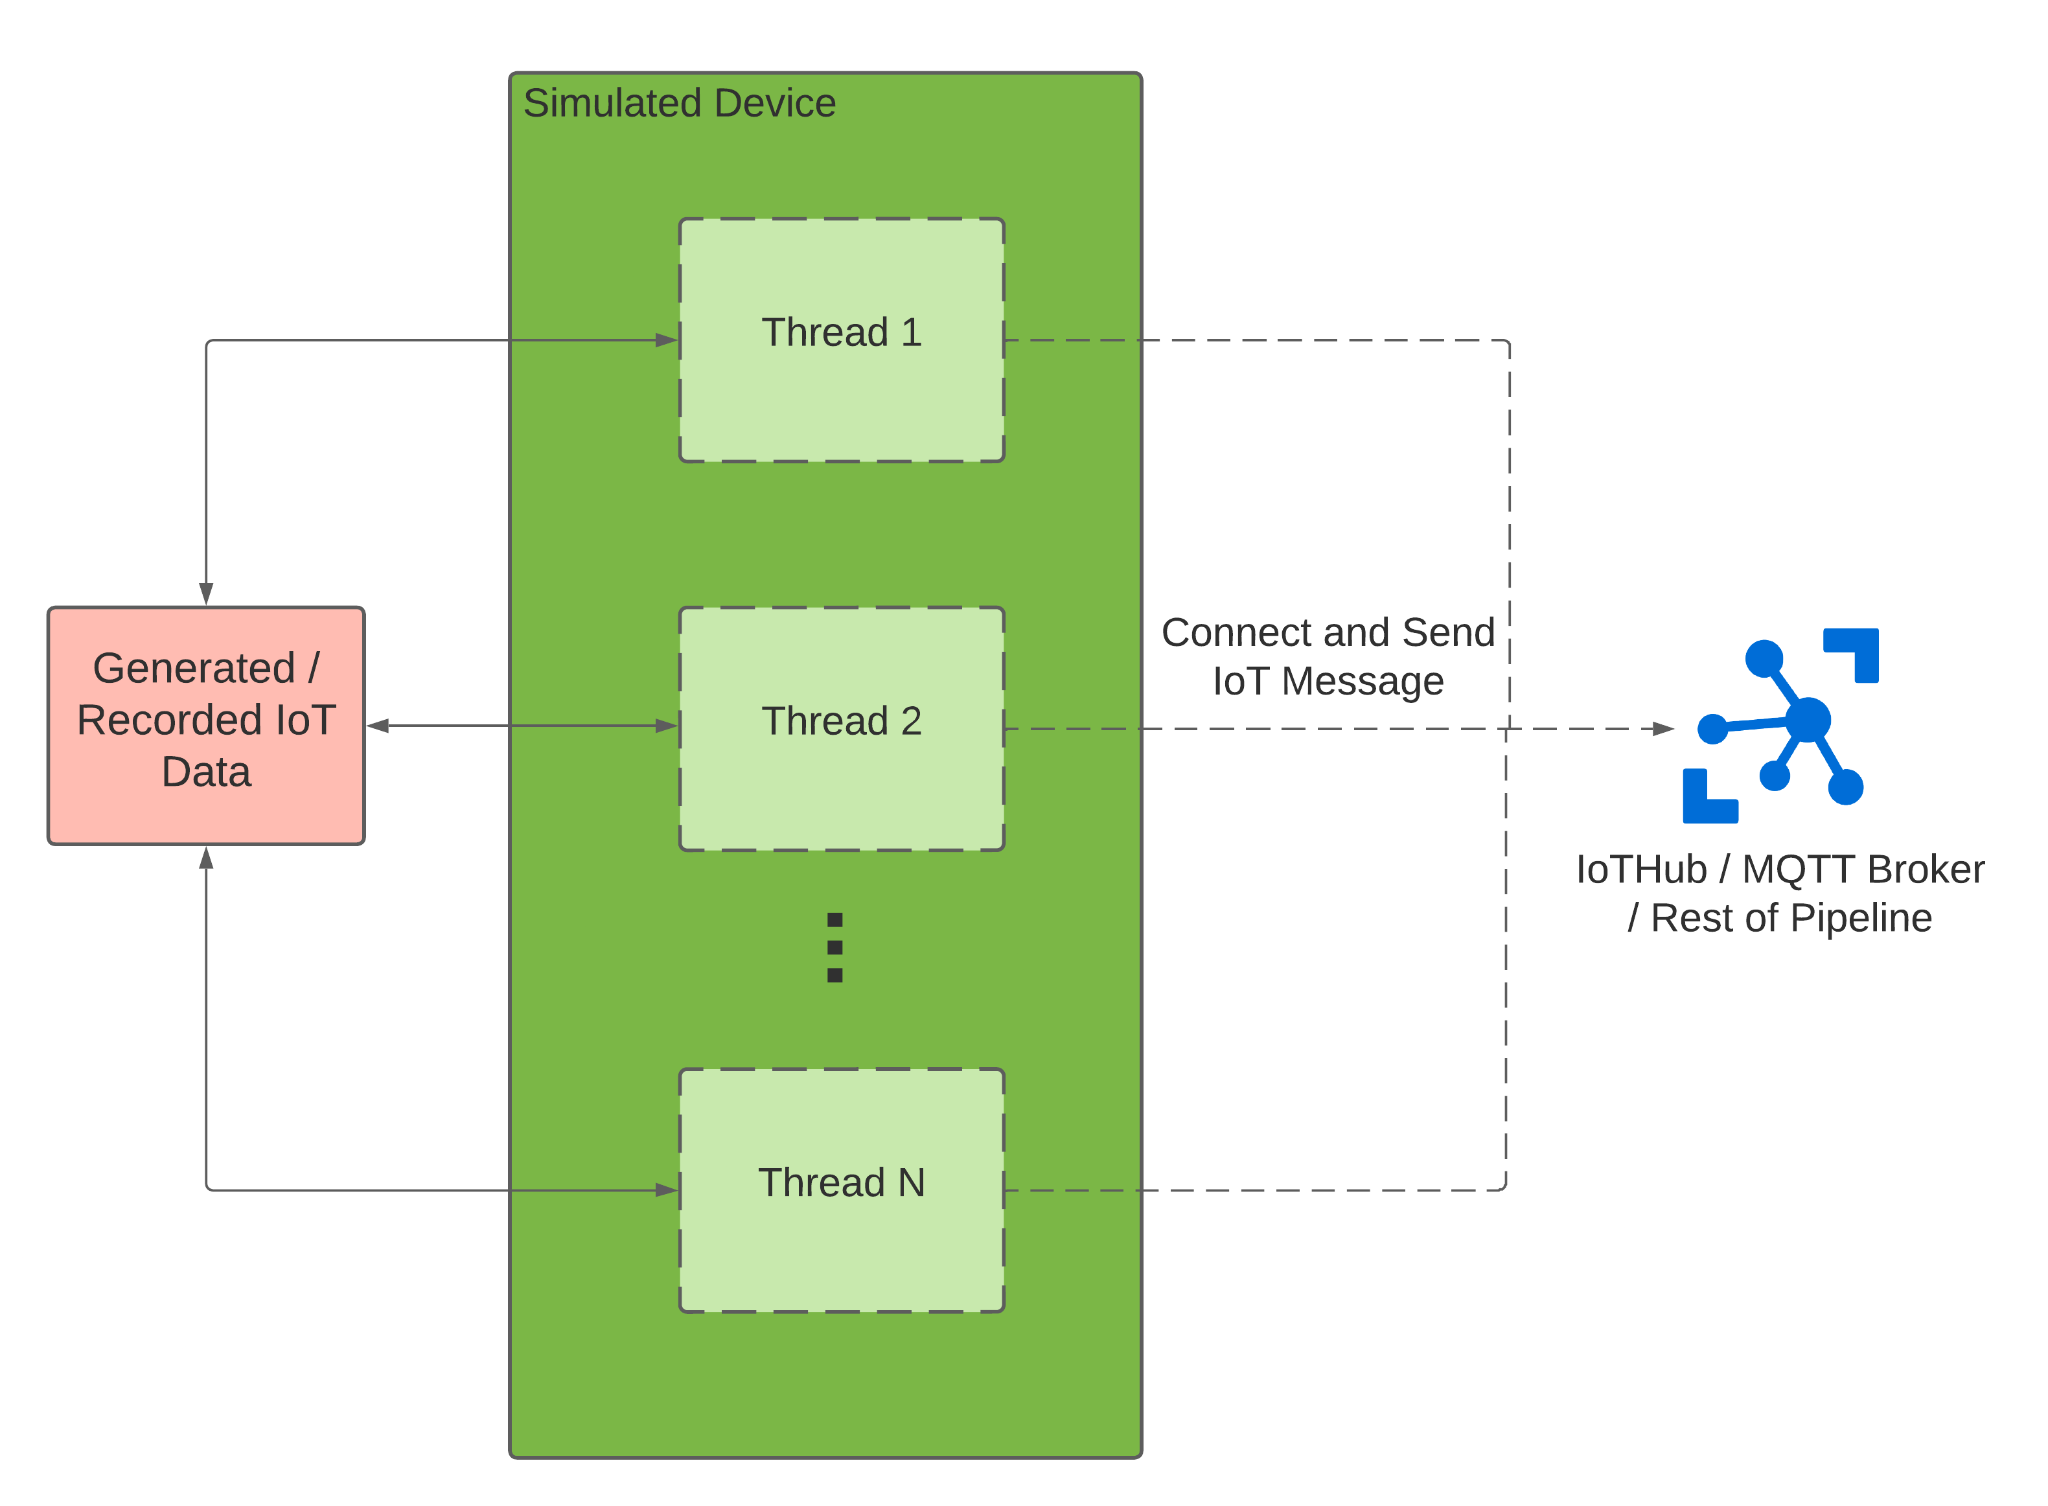 Simulated Device
Thread 1
Generated /
Recorded IoT
Data
Thread 2
Connect and Send
IoT Message
IoTHub / MQTT Broker
/ Rest of Pipeline
Thread N